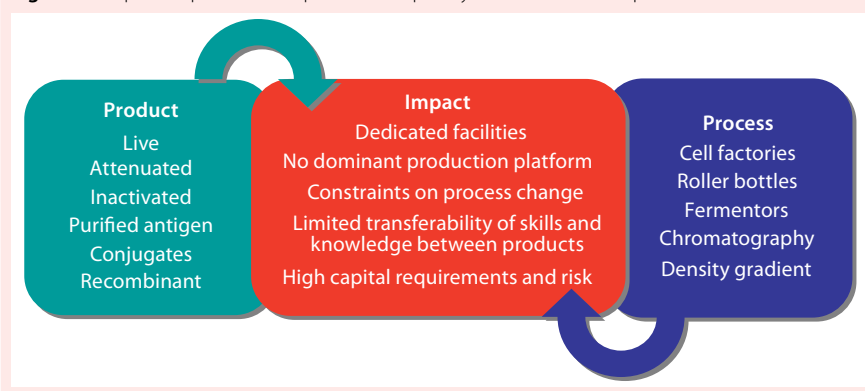 Product
Live
Attenuated
Inactivated
Purified antigen
Conjugates
Recombinant
Impact
Dedicated facilities
No dominant production platform
Constraints on process change
Limited transferability of skills and
knowledge between products
High capital requirements and risk
Process
Cell factories
Roller bottles
Fermentors
Chromatography
Density gradient